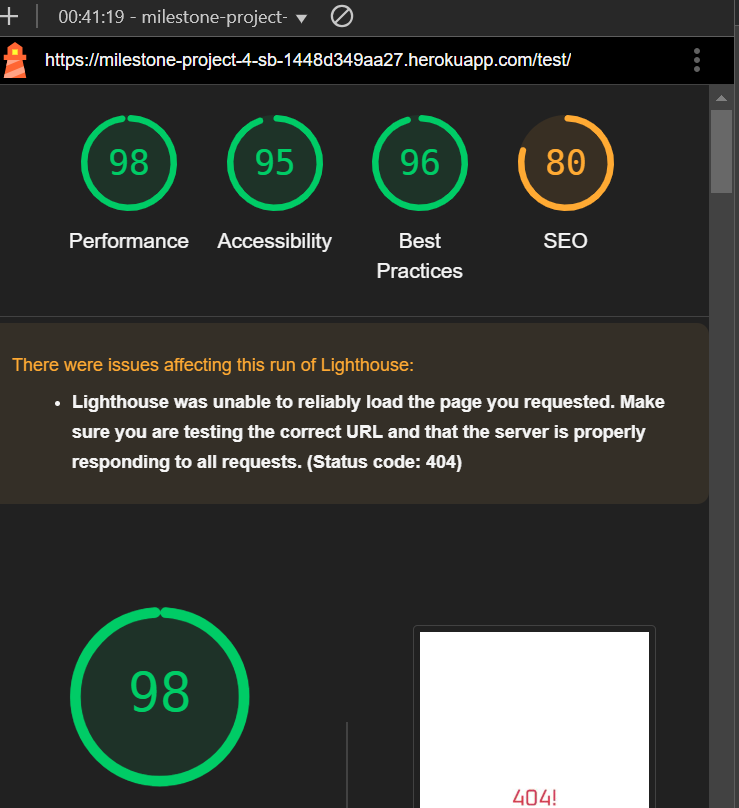 00:41:19 - milestone-project-
https://milestone-project-4-sb-1448d349aa27.herokuapp.com/test/
98 95 96 80
Performance Accessibility Best Practices SEO
There were issues affecting this run of Lighthouse:
• Lighthouse was unable to reliably load the page you requested. Make
sure you are testing the correct URL and that the server is properly
responding to all requests. (Status code: 404)
98
404!